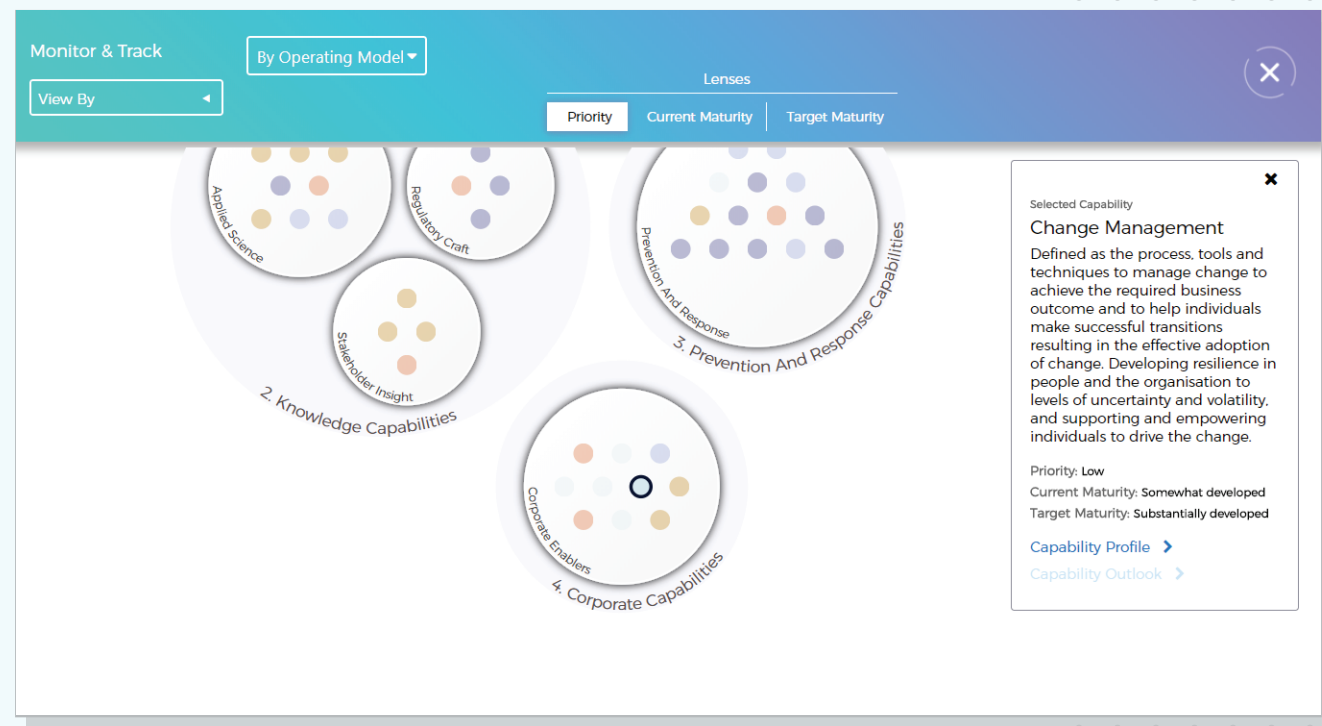 Monitor & Track
By Operating Model
View By
Lenses
Priority
Current Maturity
Target Maturity
Applied Science
Regulatory Craft
Stakeholder Insight
2. Knowledge Capabilities
Prevention And Response
3. Prevention And Response Capabilities
Corporate Enablers
4. Corporate Capabilities
Selected Capability
Change Management
Defined as the process, tools and
techniques to manage change to
achieve the required business
outcome and to help individuals
make successful transitions
resulting in the effective adoption
of change. Developing resilience in
people and the organisation to
levels of uncertainty and volatility,
and supporting and empowering
individuals to drive the change.
Priority: Low
Current Maturity: Somewhat developed
Target Maturity: Substantially developed
Capability Profile
Capability Outlook